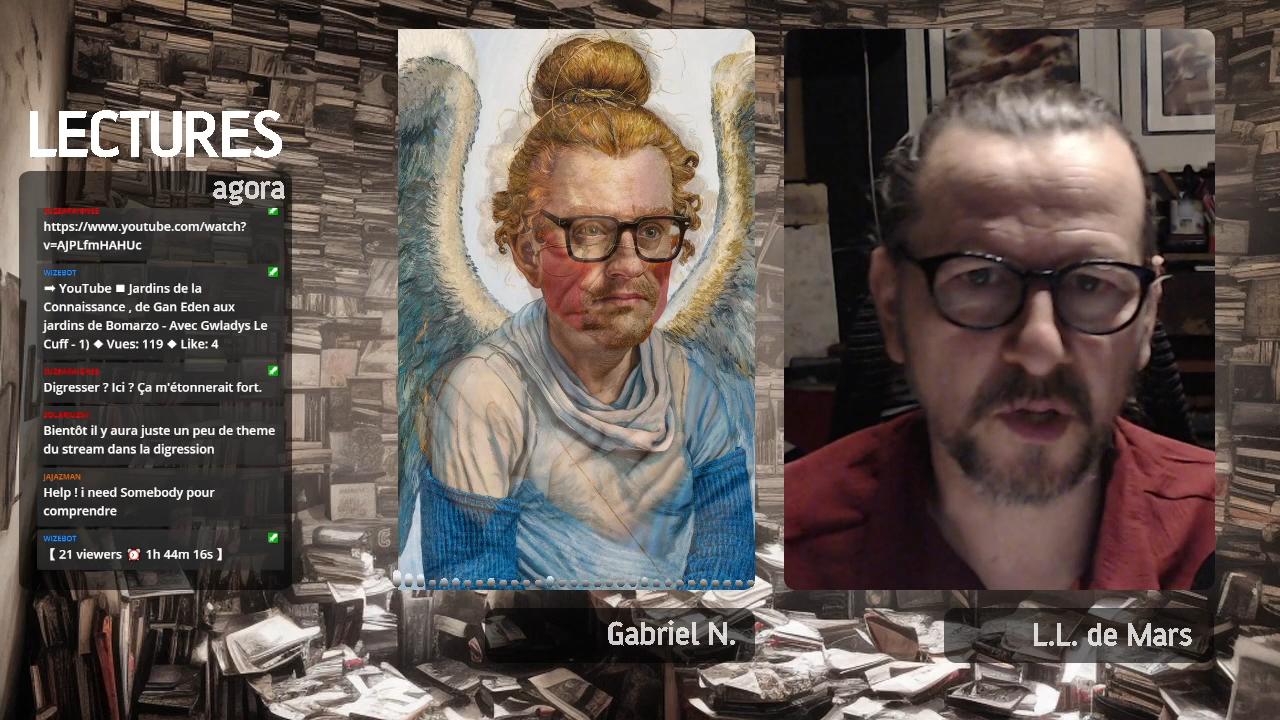 LECTURES
agora
https://www.youtube.com/watch?
v=AJPLfmHAHUc
WIZEBOT
➡ YouTube ■ Jardins de la
Connaissance , de Gan Eden aux
jardins de Bomarzo - Avec Gwladys Le
Cuff - 1) ◆ Vues: 119 ◆ Like: 4
Digresser ? Ici ? Ça m'étonnerait fort.
Bientôt il y aura juste un peu de theme
du stream dans la digression
JAJAZMAN
Help ! i need Somebody pour
comprendre
WIZEBOT
【 21 viewers ⏰ 1h 44m 16s 】
Gabriel N.
L.L. de Mars